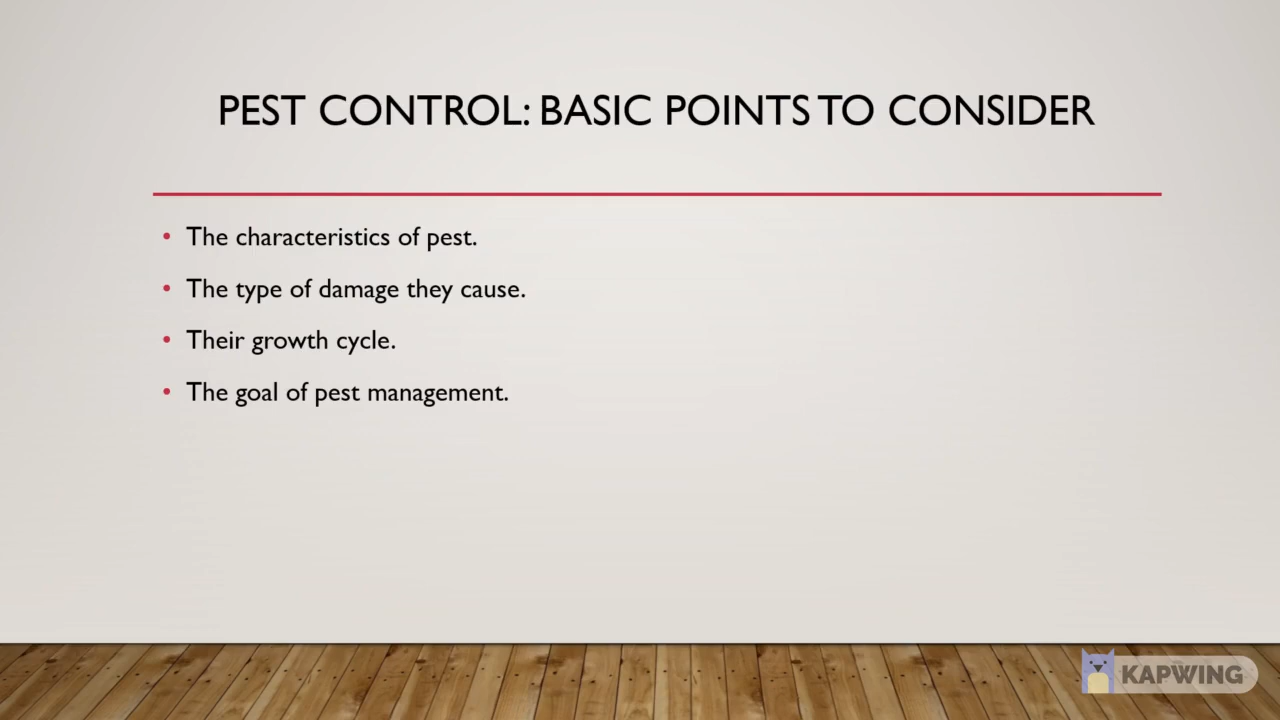 PEST CONTROL: BASIC POINTS TO CONSIDER
• The characteristics of pest.
• The type of damage they cause.
• Their growth cycle.
• The goal of pest management.
KAPWING